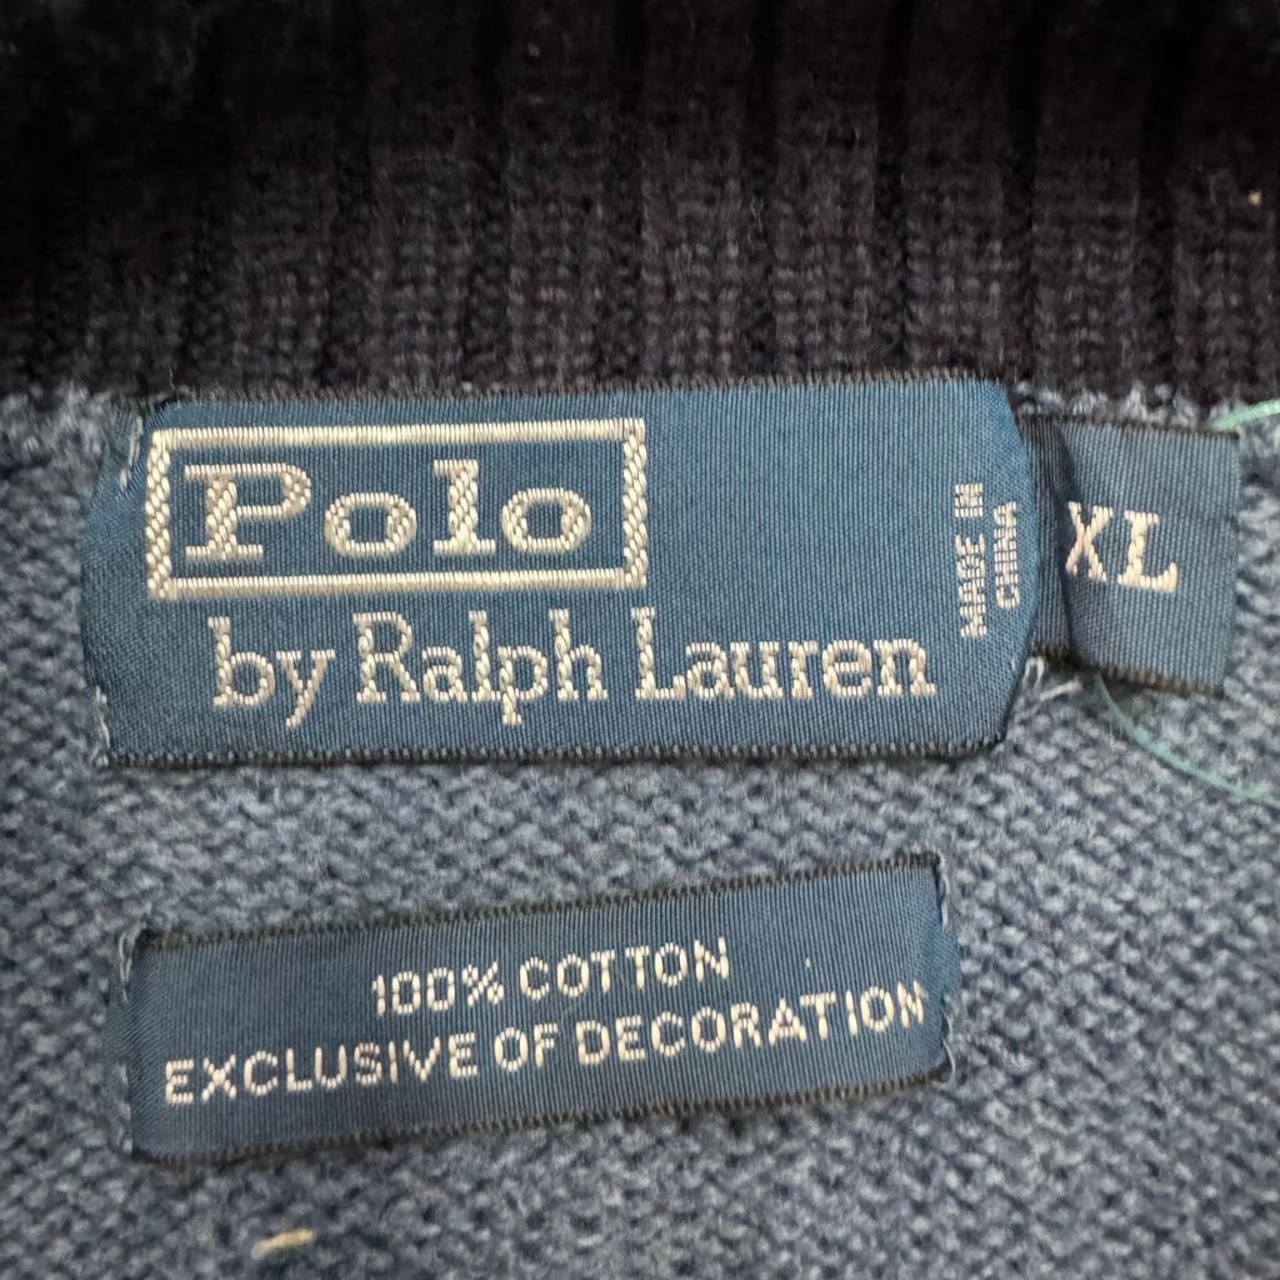 Polo
by Ralph Lauren
MADE IN
CHINA
XL
100% COTTON
EXCLUSIVE OF DECORATION